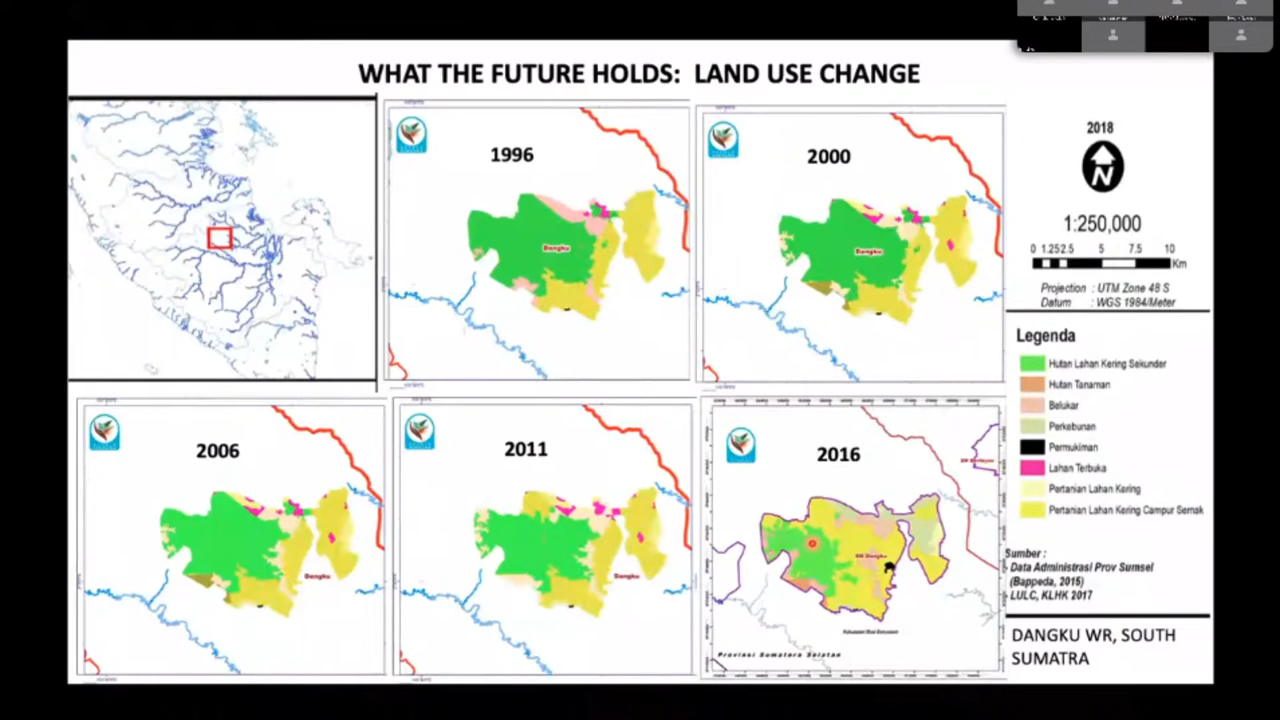 WHAT THE FUTURE HOLDS: LAND USE CHANGE
1996
Dangku
2000
Dangku
2006
Dangku
2011
Dangku
2016
SM Dangku
Provinsi Sumatera Selatan
2018
N
1:250,000
0 1.252.5 5 7.5 10
Km
Projection : UTM Zone 48 S
Datum : WGS 1984/Meter
Legenda
Hutan Lahan Kering Sekunder
Hutan Tanaman
Belukar
Perkebunan
Permukiman
Lahan Terbuka
Pertanian Lahan Kering
Pertanian Lahan Kering Campur Semak
Sumber :
Data Administrasi Prov Sumsel
(Bappeda, 2015)
LULC, KLHK 2017
DANGKU WR, SOUTH
SUMATRA